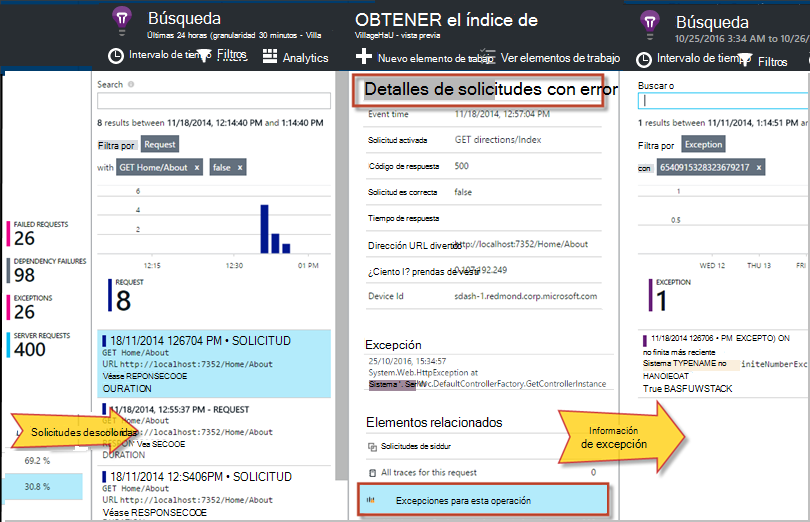 Búsqueda
Últimas 24 horas (granularidad 30 minutos - Villa
Intervalo de tiempo
Filtros
Analytics
Search
8 results between 11/18/2014, 12:14:40 PM and 1:14:40 PM
Filtra por Request
with GET Home/About x false x
6
4
2
12:15 12:30 01 PM
REQUEST
8
FAILED REQUESTS
26
DEPENDENCY FAILURES
98
EXCEPTIONS
26
SERVER REQUESTS
400
18/11/2014 126704 PM • SOLICITUD
GET Home/About
URL http://localhost:7352/Home/About
Véase REPONSECOOE
OURATION
11/18/2014, 12:55:37 PM - REQUEST
GET Home/About
http://localhost:7352/Home/About
Vea SECOOE
DURATION
11/18/2014 12:S406PM • SOLICITUD
GET Home/About
URL http://localhost:7352/Home/About
Véase RESPONSECOOE
Solicitudes descoloridas
69.2 %
30.8 %
OBTENER el índice de
VillageHaU - vista previa
Nuevo elemento de trabajo
Ver elementos de trabajo
Detalles de solicitudes con error
Event time 11/18/2014, 12:57:04 PM
Solicitud activada GET directions/Index
Código de respuesta 500
Solicitud es correcta false
Tiempo de respuesta
Dirección URL divendo http://localhost:7352/Home/About
¿Ciento I? prendas de vestir
Device Id sdash-1.redmond.corp.microsoft.com
Excepción
25/10/2016, 15:34:57
System.Web.HttpException at
Sistema ". DefaultControllerFactory.GetControllerInstance
Elementos relacionados
Solicitudes de siddur
All traces for this request 0
Excepciones para esta operación
Búsqueda
10/25/2016 3:34 AM to 10/26/
Intervalo de tiempo
Filtros
Buscar o
1 results between 11/11/2014, 1:14:51 PM an
Filtra por Exception
con 6540915328323679217 x
1
0.5
WED 12 THU 13 FRI
EXCEPTION
1
11/18/2014 126706 • PM EXCEPTO) ON
no finita más reciente
Sistema TYPENAME no initeNumberExc
HANOIEOAT
True BASFUWSTACK
Información
de excepción